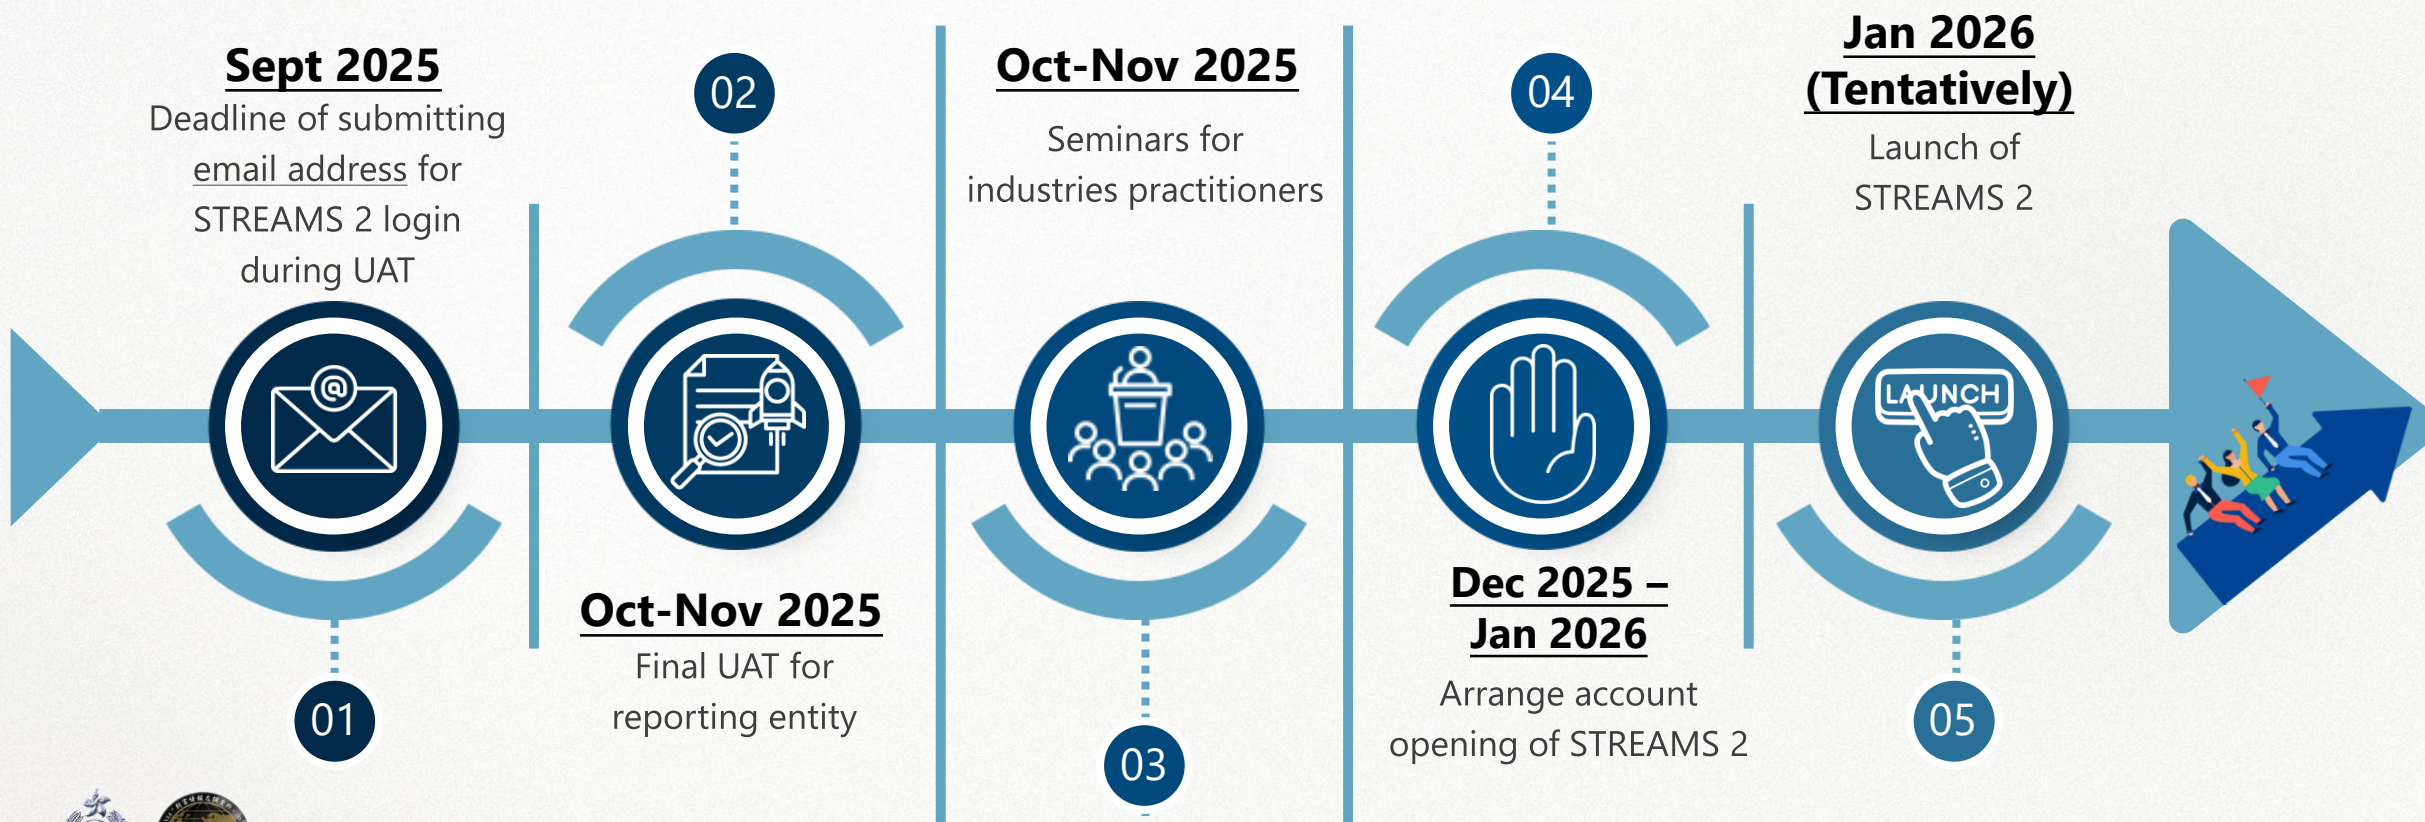 Sept 2025
Deadline of submitting
email address for
STREAMS 2 login
during UAT
01
02
Oct-Nov 2025
Final UAT for
reporting entity
Oct-Nov 2025
Seminars for
industries practitioners
03
04
Dec 2025 –
Jan 2026
Arrange account
opening of STREAMS 2
Jan 2026
(Tentatively)
Launch of
STREAMS 2
LAUNCH
05